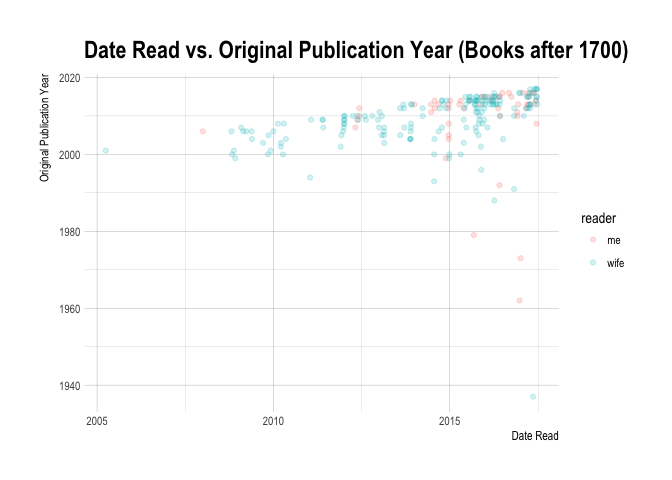 Date Read vs. Original Publication Year (Books after 1700)
Original Publication Year
2020
2000
1980
1960
1940
2005
2010
2015
Date Read
reader
me
wife